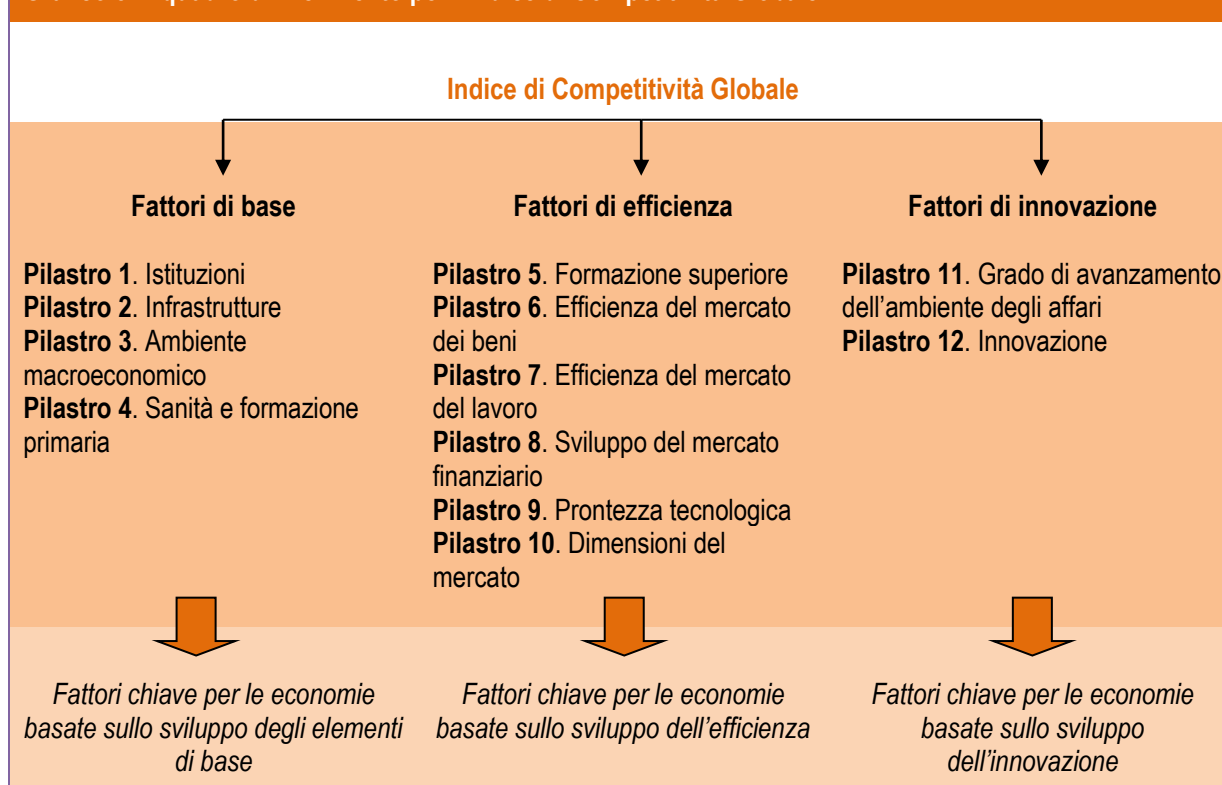 Indice di Competitività Globale
Fattori di base
Pilastro 1. Istituzioni
Pilastro 2. Infrastrutture
Pilastro 3. Ambiente
macroeconomico
Pilastro 4. Sanità e formazione
primaria
Fattori di efficienza
Pilastro 5. Formazione superiore
Pilastro 6. Efficienza del mercato
dei beni
Pilastro 7. Efficienza del mercato
del lavoro
Pilastro 8. Sviluppo del mercato
finanziario
Pilastro 9. Prontezza tecnologica
Pilastro 10. Dimensioni del
mercato
Fattori di innovazione
Pilastro 11. Grado di avanzamento
dell’ambiente degli affari
Pilastro 12. Innovazione
Fattori chiave per le economie
basate sullo sviluppo degli elementi
di base
Fattori chiave per le economie
basate sullo sviluppo dell’efficienza
Fattori chiave per le economie
basate sullo sviluppo
dell’innovazione